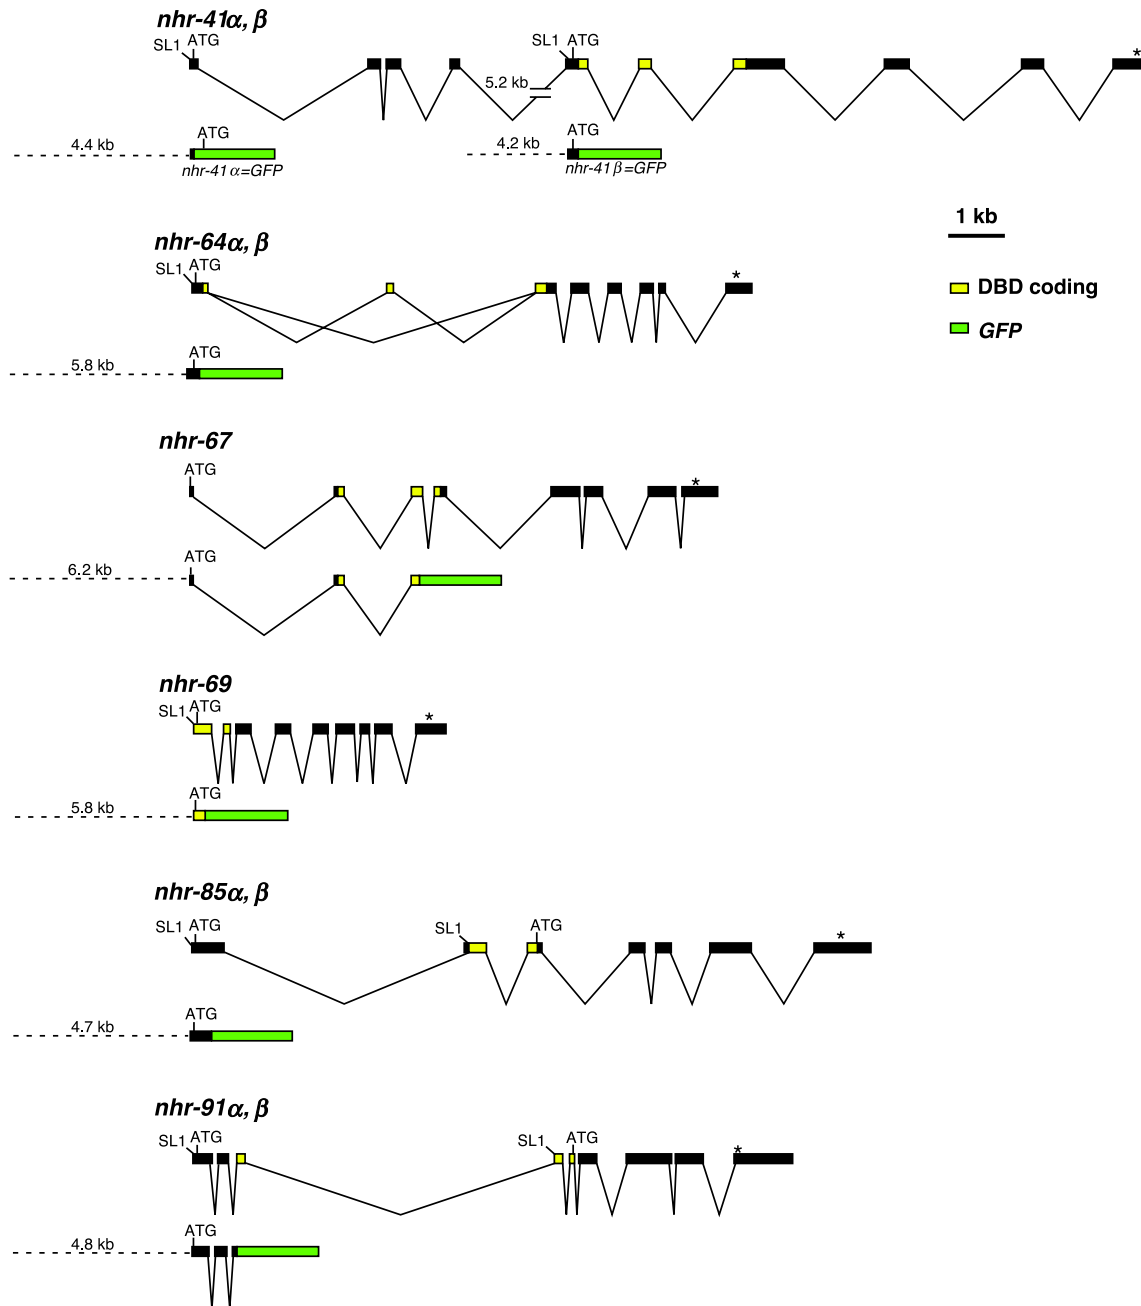 nhr-41α, β
SL1 ATG
SL1 ATG
*
5.2 kb
ATG
4.4 kb
nhr-41α=GFP
ATG
4.2 kb
nhr-41β=GFP
1 kb
DBD coding
GFP
nhr-64α, β
SL1 ATG
*
ATG
5.8 kb
nhr-67
ATG
*
ATG
6.2 kb
nhr-69
SL1 ATG
*
ATG
5.8 kb
nhr-85α, β
SL1 ATG
SL1
ATG
*
ATG
4.7 kb
nhr-91α, β
SL1 ATG
SL1 ATG
*
ATG
4.8 kb